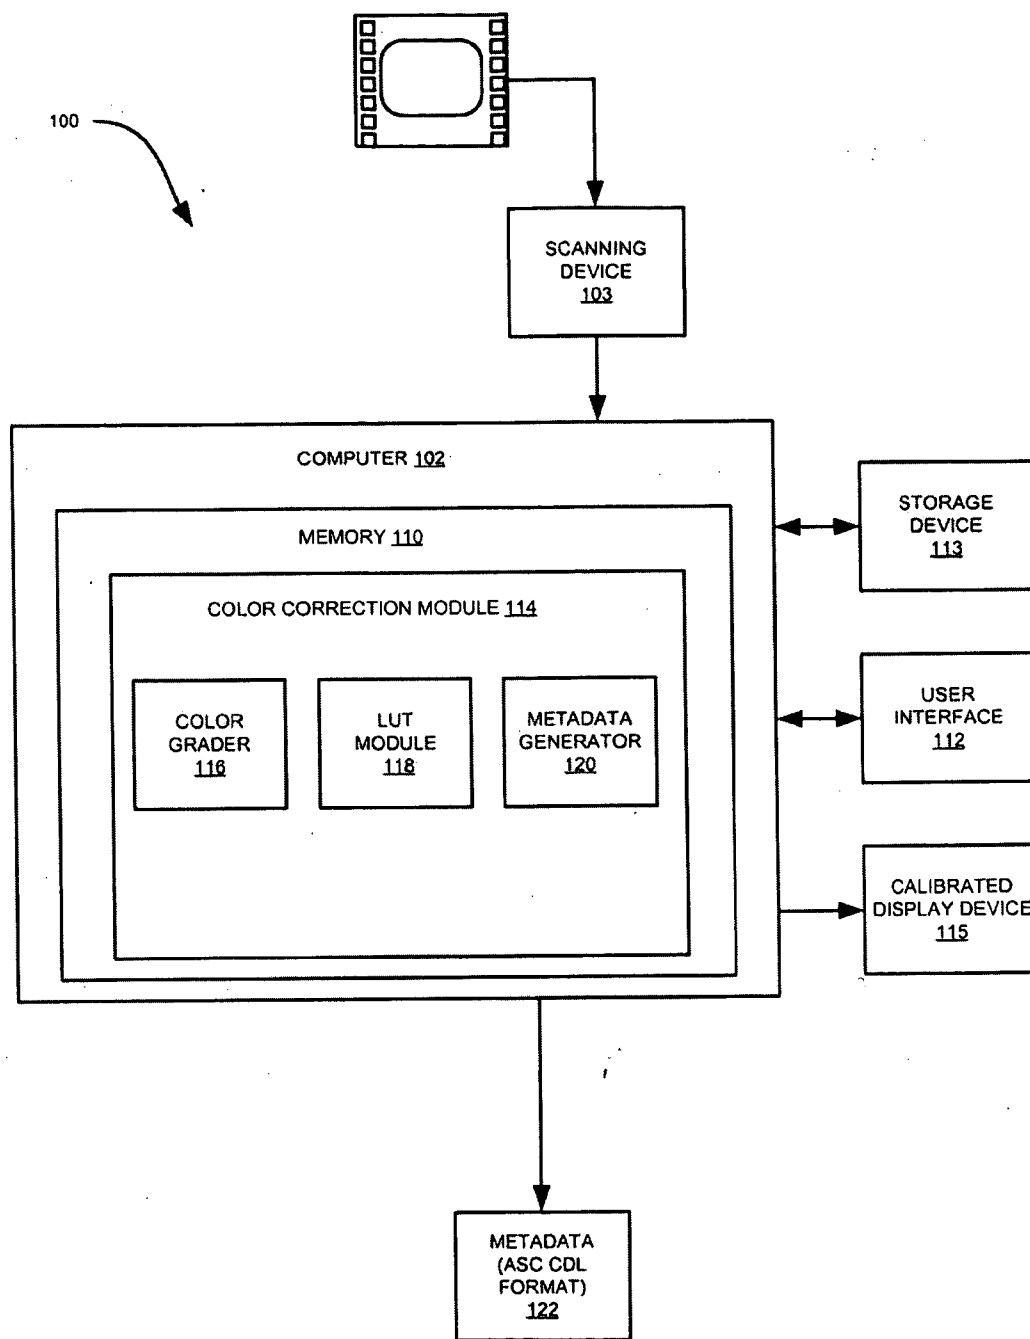 100
SCANNING
DEVICE
103
COMPUTER 102
MEMORY 110
COLOR CORRECTION MODULE 114
COLOR
GRADER
116
LUT
MODULE
118
METADATA
GENERATOR
120
STORAGE
DEVICE
113
USER
INTERFACE
112
CALIBRATED
DISPLAY DEVICE
115
METADATA
(ASC CDL
FORMAT)
122